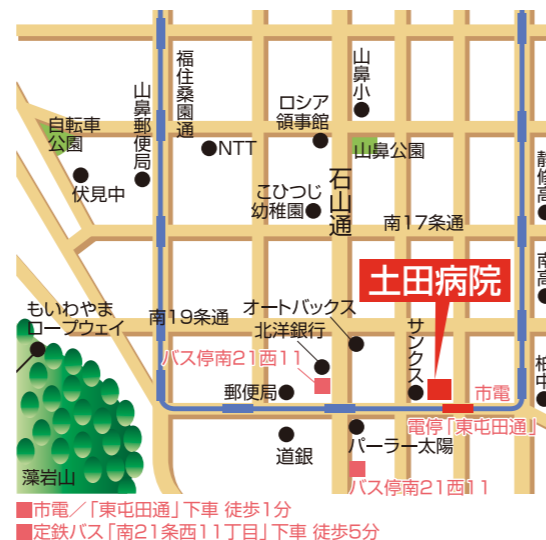 福住桑園通
山鼻小
山鼻郵便局
ロシア
領事館
自転車
公園
NTT
山鼻公園
静修高
伏見中
こひつじ
幼稚園
石山通
南17条通
南高
土田病院
もいわやま
ロープウェイ
南19条通
オートバックス
北洋銀行
サンクス
バス停南21西11
柏中
郵便局
市電
電停「東屯田通」
道銀
パーラー太陽
藻岩山
バス停南21西11
■市電／「東屯田通」下車 徒歩1分
■定鉄バス「南21条西11丁目」下車 徒歩5分